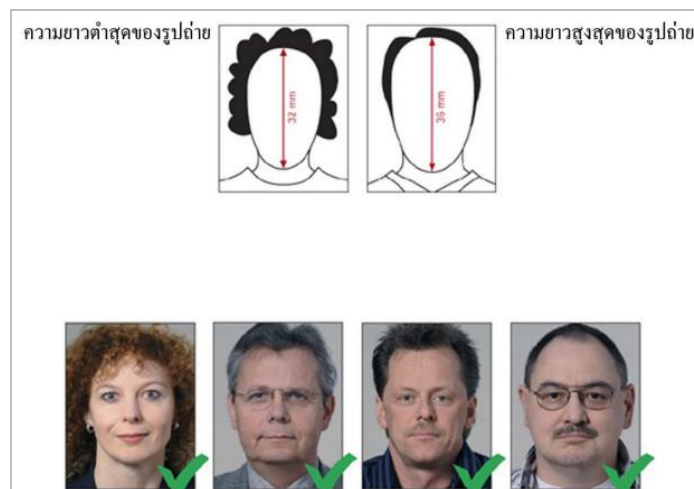 ความยาวต่ำสุดของรูปถ่าย
ความยาวสูงสุดของรูปถ่าย
32 mm
36 mm